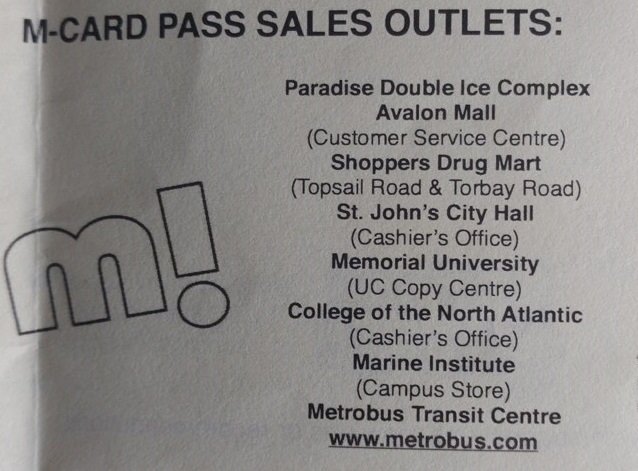 M-CARD PASS SALES OUTLETS:
Paradise Double Ice Complex
Avalon Mall
(Customer Service Centre)
Shoppers Drug Mart
(Topsail Road & Torbay Road)
St. John's City Hall
(Cashier's Office)
Memorial University
(UC Copy Centre)
College of the North Atlantic
(Cashier's Office)
Marine Institute
(Campus Store)
Metrobus Transit Centre
www.metrobus.com
m!